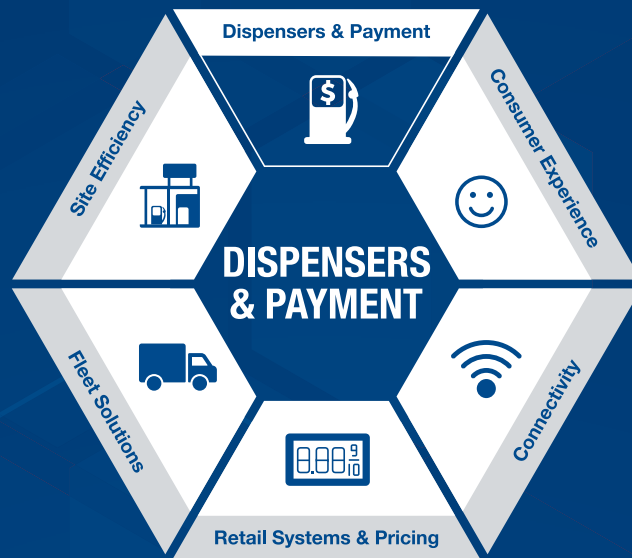 Dispensers & Payment
$
Site Efficiency
Consumer Experience
DISPENSERS
& PAYMENT
Fleet Solutions
Connectivity
8.88 9/10
Retail Systems & Pricing